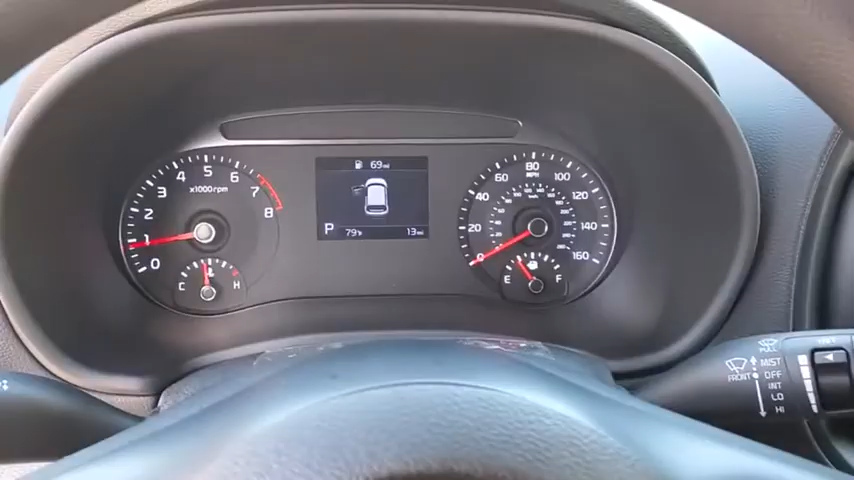 0 1 2 3 4 5 6 7 8
x1000rpm
C H
69mi
P
79°F
13mi
0 20 40 60 80 100 120 140 160
MPH
E F
PULL
MIST
OFF
INT
LO
HI
FRONT